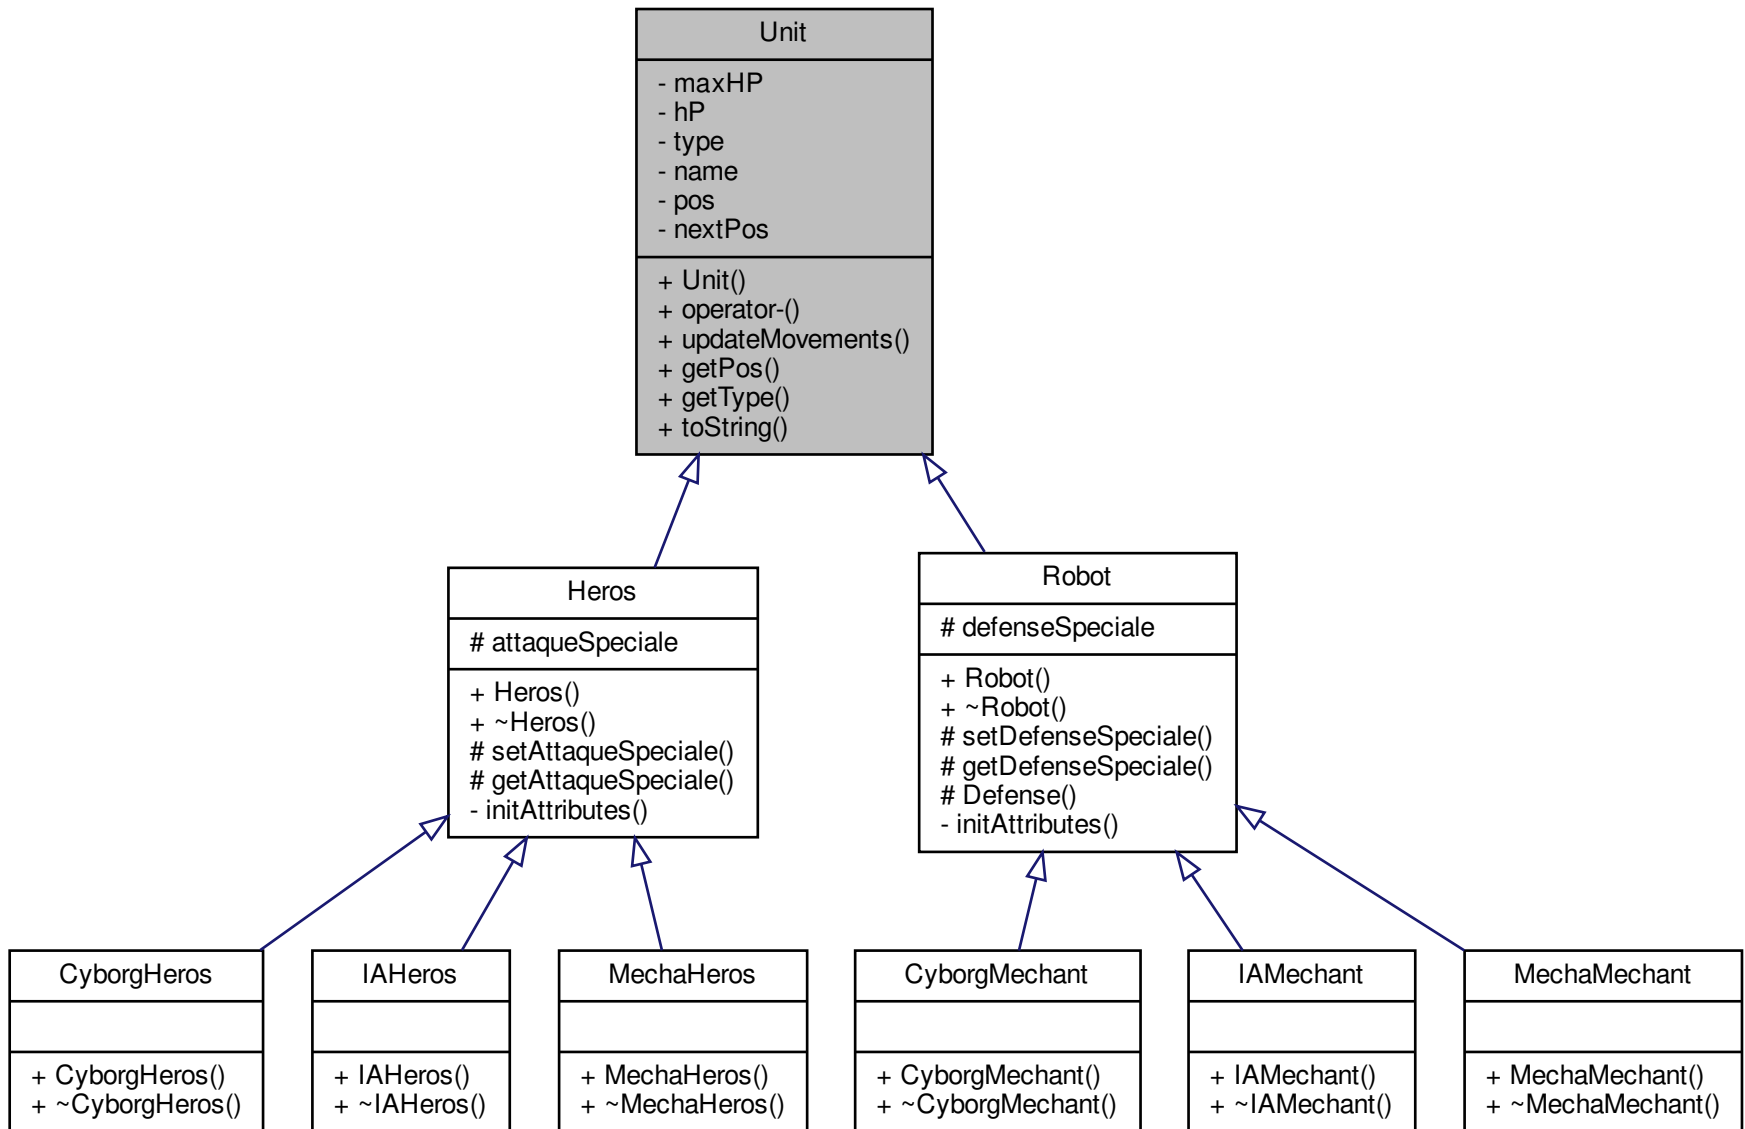 Unit
- maxHP
- hP
- type
- name
- pos
- nextPos
+ Unit()
+ operator-()
+ updateMovements()
+ getPos()
+ getType()
+ toString()
Heros
# attaqueSpeciale
+ Heros()
+ ~Heros()
# setAttaqueSpeciale()
# getAttaqueSpeciale()
- initAttributes()
Robot
# defenseSpeciale
+ Robot()
+ ~Robot()
# setDefenseSpeciale()
# getDefenseSpeciale()
# Defense()
- initAttributes()
CyborgHeros
+ CyborgHeros()
+ ~CyborgHeros()
IAHeros
+ IAHeros()
+ ~IAHeros()
MechaHeros
+ MechaHeros()
+ ~MechaHeros()
CyborgMechant
+ CyborgMechant()
+ ~CyborgMechant()
IAMechant
+ IAMechant()
+ ~IAMechant()
MechaMechant
+ MechaMechant()
+ ~MechaMechant()